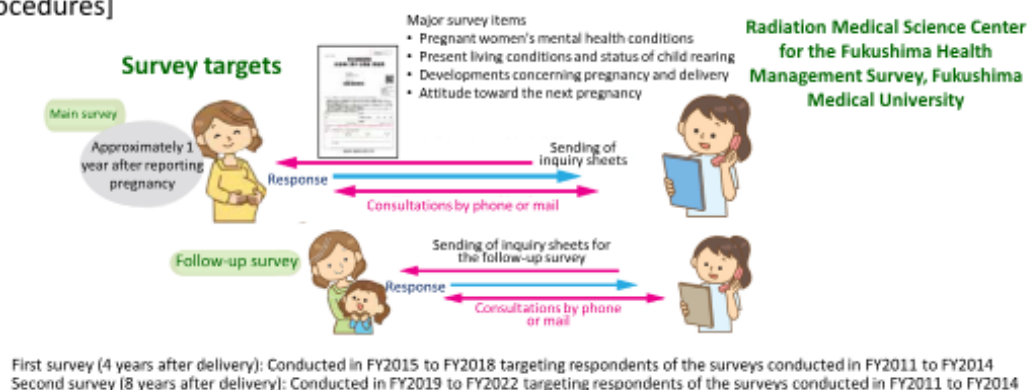 ocedures]
Major survey items
• Pregnant women's mental health conditions
• Present living conditions and status of child rearing
• Developments concerning pregnancy and delivery
• Attitude toward the next pregnancy
Radiation Medical Science Center
for the Fukushima Health
Management Survey, Fukushima
Medical University
Survey targets
Main survey
Approximately 1
year after reporting
pregnancy
Sending of
inquiry sheets
Response
Consultations by phone or mail
Follow-up survey
Sending of inquiry sheets for
the follow-up survey
Response
Consultations by phone
or mail
First survey (4 years after delivery): Conducted in FY2015 to FY2018 targeting respondents of the surveys conducted in FY2011 to FY2014
Second survey (8 years after delivery): Conducted in FY2019 to FY2022 targeting respondents of the surveys conducted in FY2011 to FY2014